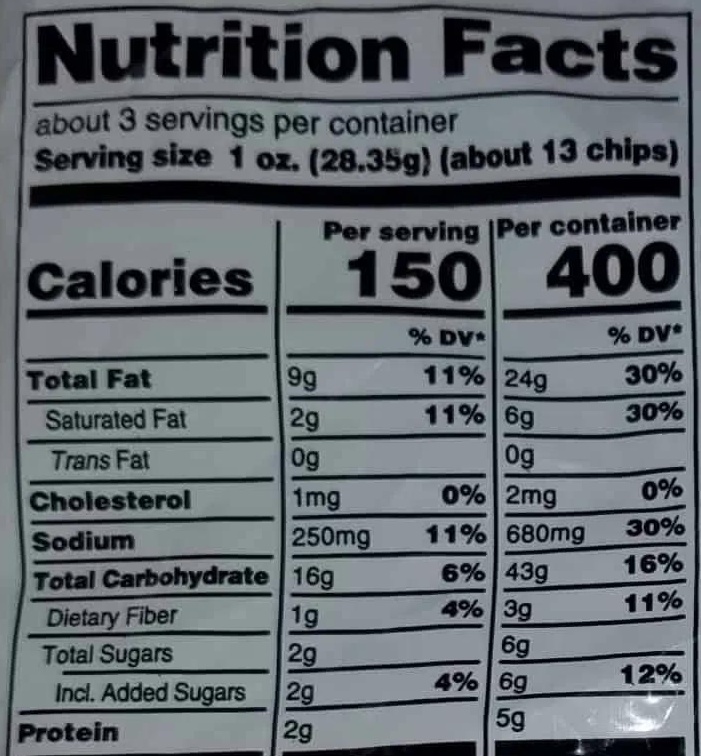 Nutrition Facts
about 3 servings per container
Serving size 1 oz. (28.35g) (about 13 chips)
Per serving Per container
Calories 150 400
% DV* % DV*
Total Fat 9g 11% 24g 30%
Saturated Fat 2g 11% 6g 30%
Trans Fat 0g 0g
Cholesterol 1mg 0% 2mg 0%
Sodium 250mg 11% 680mg 30%
Total Carbohydrate 16g 6% 43g 16%
Dietary Fiber 1g 4% 3g 11%
Total Sugars 2g 6g
Incl. Added Sugars 2g 4% 6g 12%
Protein 2g 5g